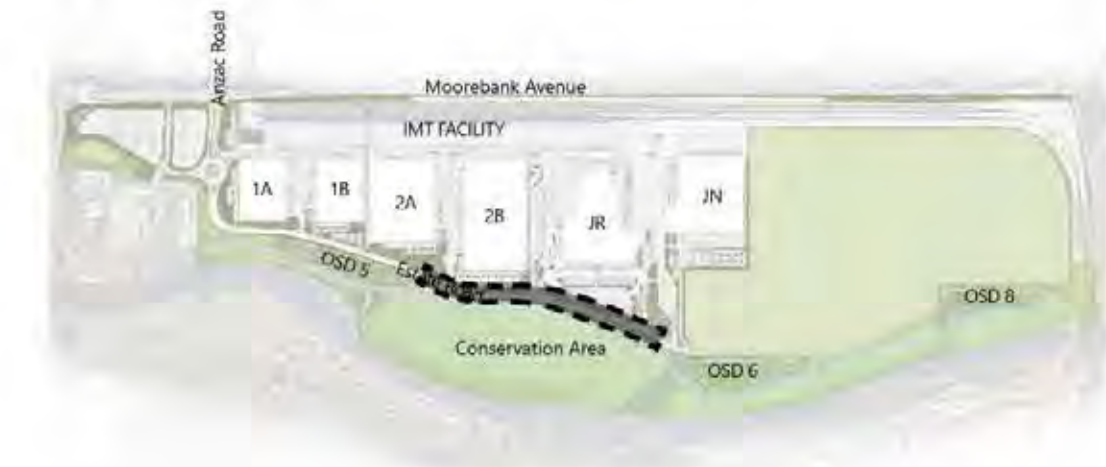 Anzac Road
Moorebank Avenue
IMT FACILITY
1A
1B
2A
2B
JR
JN
OSD 5
OSD 8
Conservation Area
OSD 6